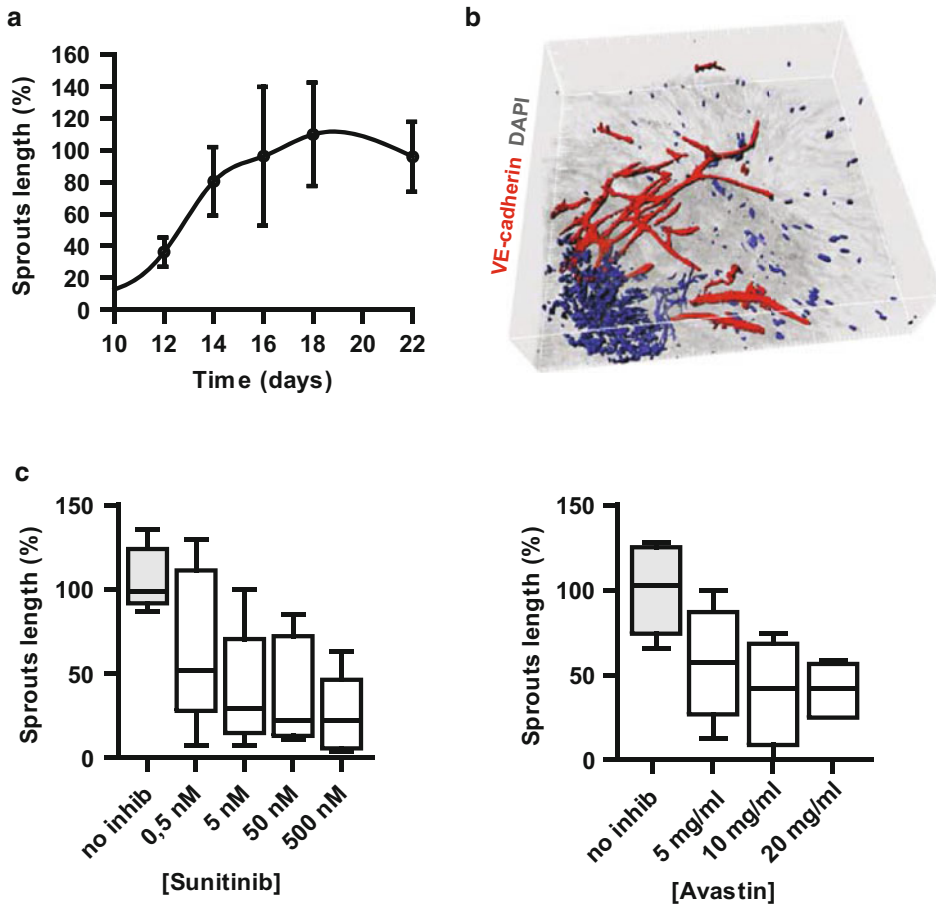 a
160
140
120
100
80
60
40
20
0
Sprouts length (%)
10 12 14 16 18 20 22
Time (days)
b
VE-cadherin DAPI
c
150
100
50
0
Sprouts length (%)
no inhib 0,5 nM 5 nM 50 nM 500 nM
[Sunitinib]
150
100
50
0
Sprouts length (%)
no inhib 5 mg/ml 10 mg/ml 20 mg/ml
[Avastin]